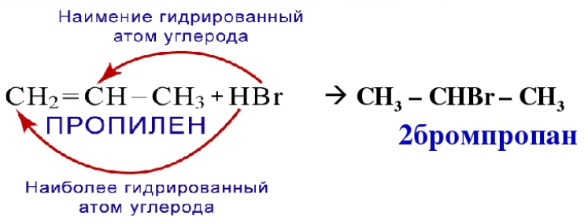 Наимение гидрированный
атом углерода
CH₂=CH–CH₃+HBr → CH₃ – CHBr – CH₃
ПРОПИЛЕН 2бромпропан
Наиболее гидрированный
атом углерода